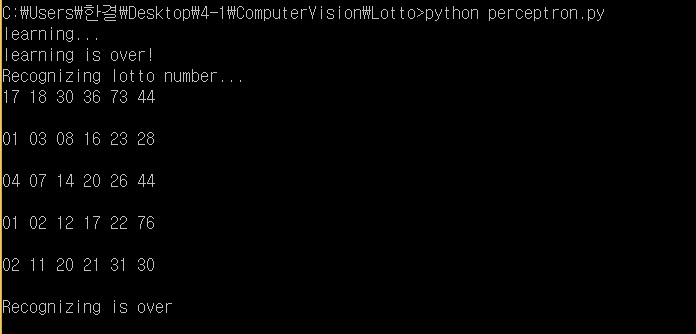 C:₩Users₩한결₩Desktop₩4-1₩ComputerVision₩Lotto>python perceptron.py
learning...
learning is over!
Recognizing lotto number...
17 18 30 36 73 44
01 03 08 16 23 28
04 07 14 20 26 44
01 02 12 17 22 76
02 11 20 21 31 30
Recognizing is over